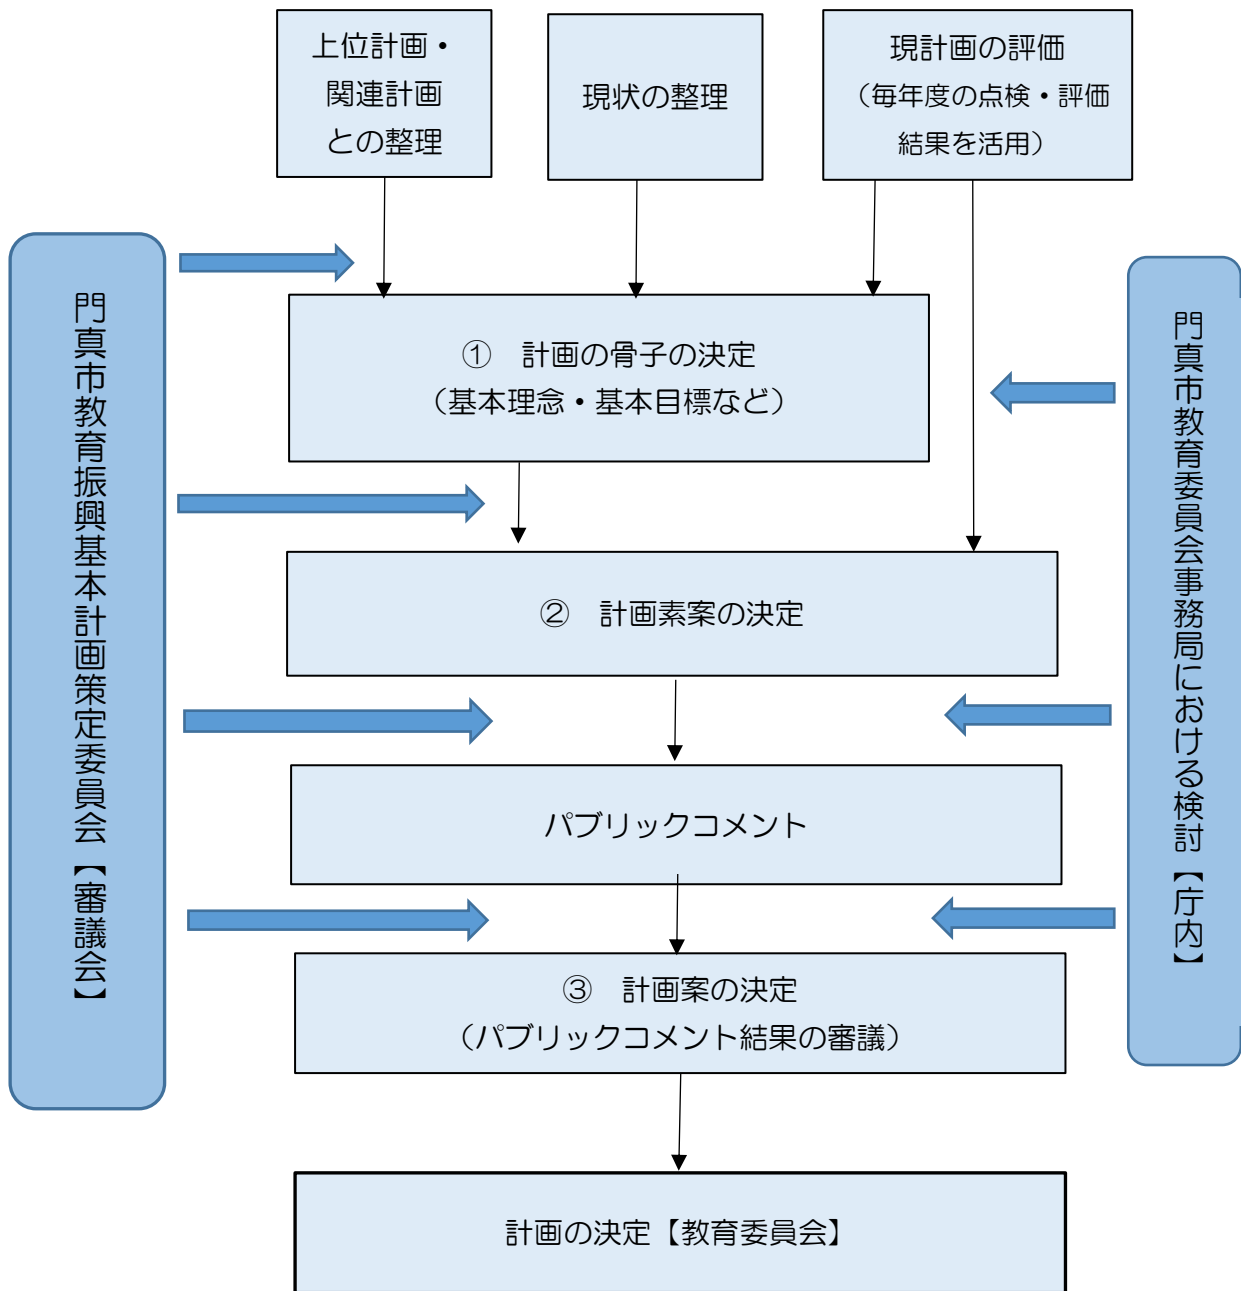 上位計画・
関連計画
との整理
現状の整理
現計画の評価
（毎年度の点検・評価
結果を活用）
門真市教育振興基本計画策定委員会【審議会】
① 計画の骨子の決定
（基本理念・基本目標など）
門真市教育委員会事務局における検討【庁内】
② 計画素案の決定
パブリックコメント
③ 計画案の決定
（パブリックコメント結果の審議）
計画の決定【教育委員会】